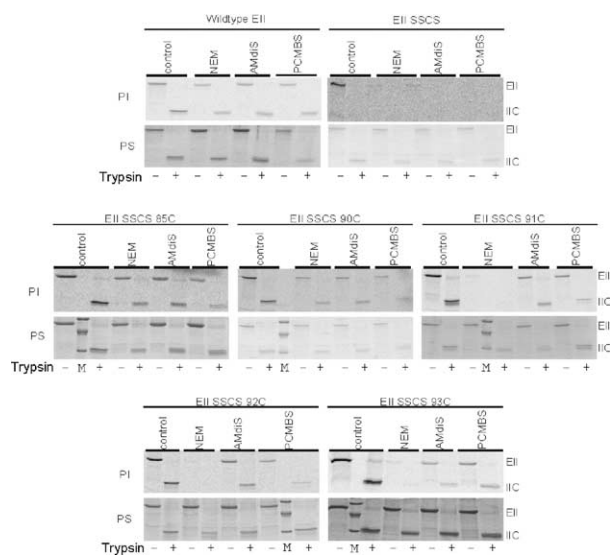 Wildtype EII EII SSCS
control NEM AMdiS PCMBS control NEM AMdiS PCMBS
PI EII
IIC
PS EII
IIC
Trypsin – + – + – + – + – + – + – + – +
EII SSCS 85C EII SSCS 90C EII SSCS 91C
control NEM AMdiS PCMBS control NEM AMdiS PCMBS control NEM AMdiS PCMBS
PI EII
IIC
PS EII
IIC
Trypsin – M + – + – + – + – + M – + – + – + – + – M + – + – +
EII SSCS 92C EII SSCS 93C
control NEM AMdiS PCMBS control NEM AMdiS PCMBS
PI EII
IIC
PS EII
IIC
Trypsin – + – + – + – M + – M + – + – + – +